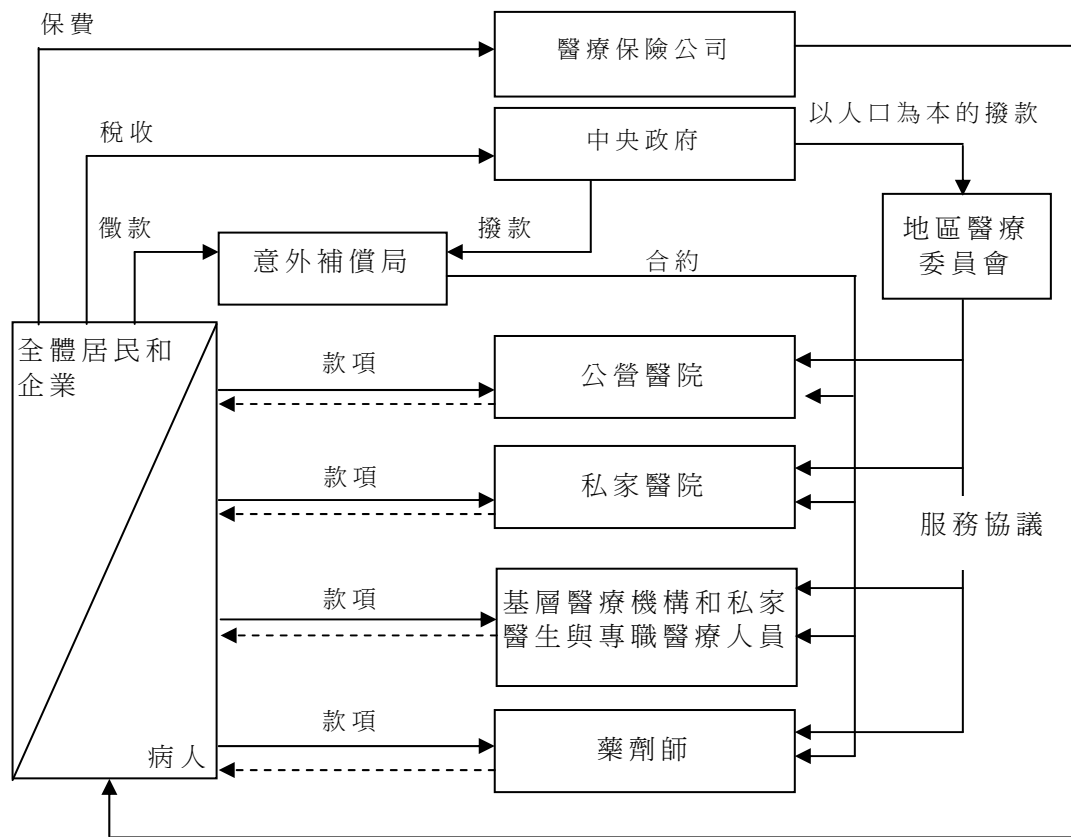 保費
醫療保險公司
以人口為本的撥款
稅收
中央政府
徵款
撥款
地區醫療
委員會
意外補償局
合約
全體居民和
企業
款項
公營醫院
款項
私家醫院
服務協議
款項
基層醫療機構和私家
醫生與專職醫療人員
款項
藥劑師
病人